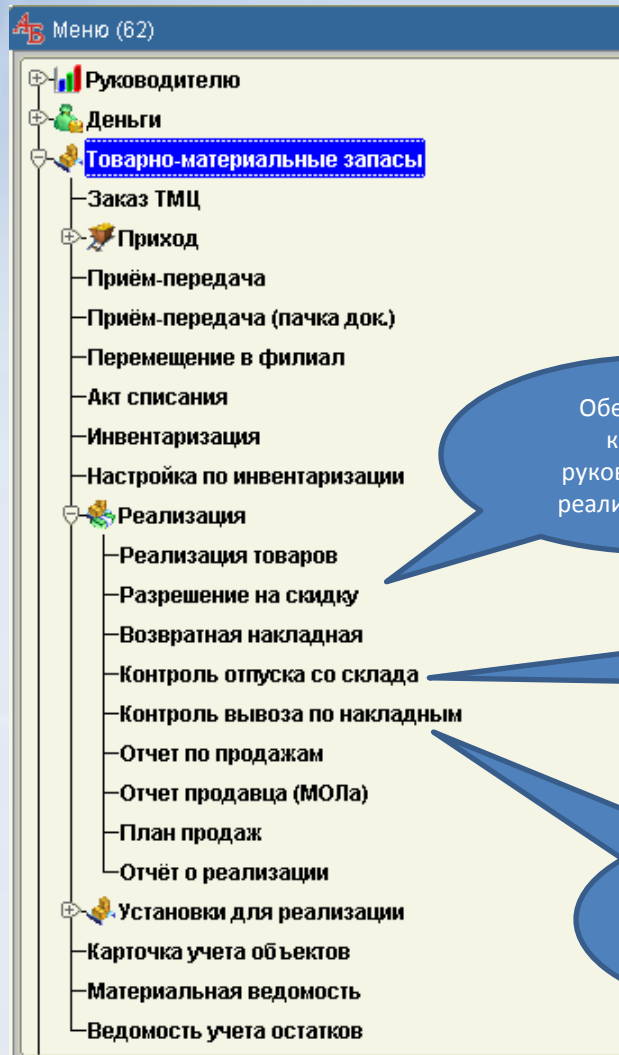 АБ Меню (62)
Руководителю
Деньги
Товарно-материальные запасы
Заказ ТМЦ
Приход
Приём-передача
Приём-передача (пачка док.)
Перемещение в филиал
Акт списания
Инвентаризация
Настройка по инвентаризации
Реализация
Реализация товаров
Разрешение на скидку
Возвратная накладная
Контроль отпуска со склада
Контроль вывоза по накладным
Отчет по продажам
Отчет продавца (МОЛа)
План продаж
Отчёт о реализации
Установки для реализации
Карточка учета объектов
Материальная ведомость
Ведомость учета остатков